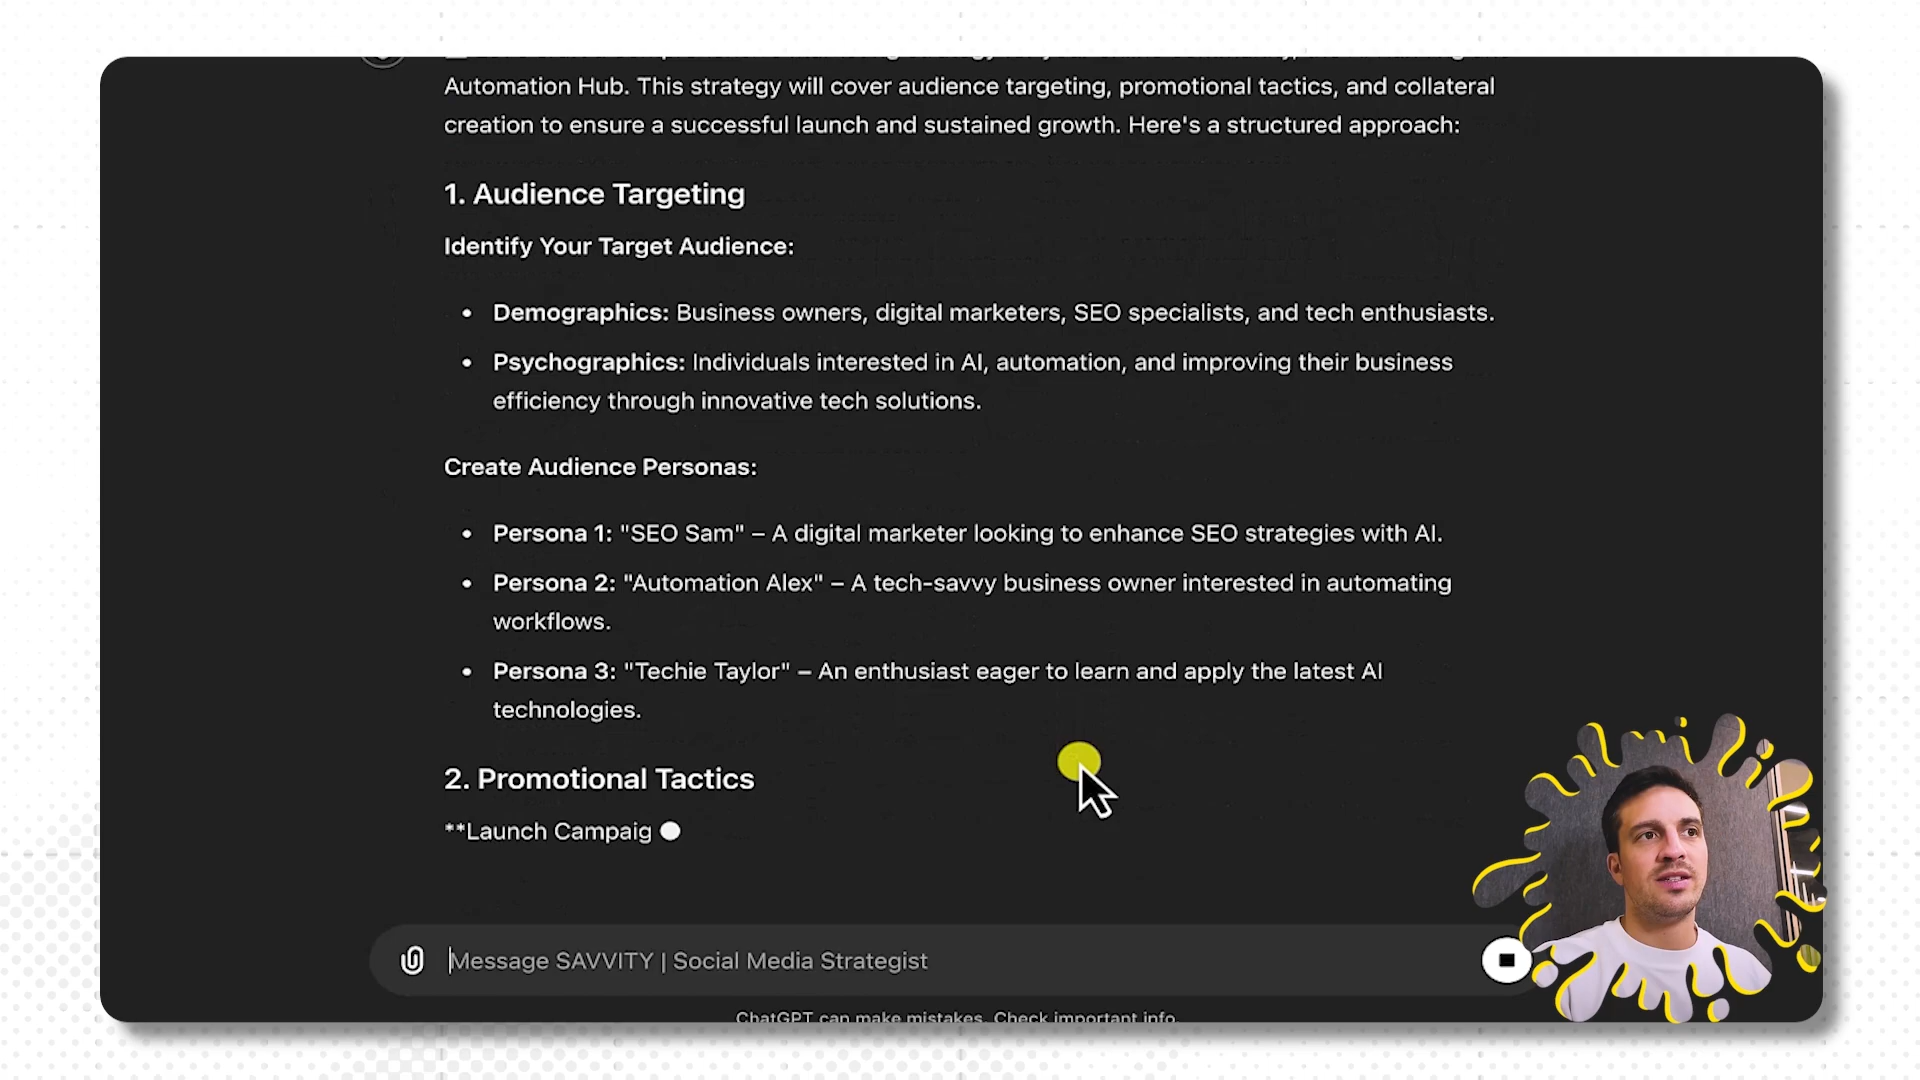 Automation Hub. This strategy will cover audience targeting, promotional tactics, and collateral
creation to ensure a successful launch and sustained growth. Here's a structured approach:
1. Audience Targeting
Identify Your Target Audience:
• Demographics: Business owners, digital marketers, SEO specialists, and tech enthusiasts.
• Psychographics: Individuals interested in AI, automation, and improving their business
efficiency through innovative tech solutions.
Create Audience Personas:
• Persona 1: "SEO Sam" – A digital marketer looking to enhance SEO strategies with AI.
• Persona 2: "Automation Alex" – A tech-savvy business owner interested in automating
workflows.
• Persona 3: "Techie Taylor" – An enthusiast eager to learn and apply the latest AI
technologies.
2. Promotional Tactics
**Launch Campaig
Message SAVVITY | Social Media Strategist
ChatGPT can make mistakes. Check important info.